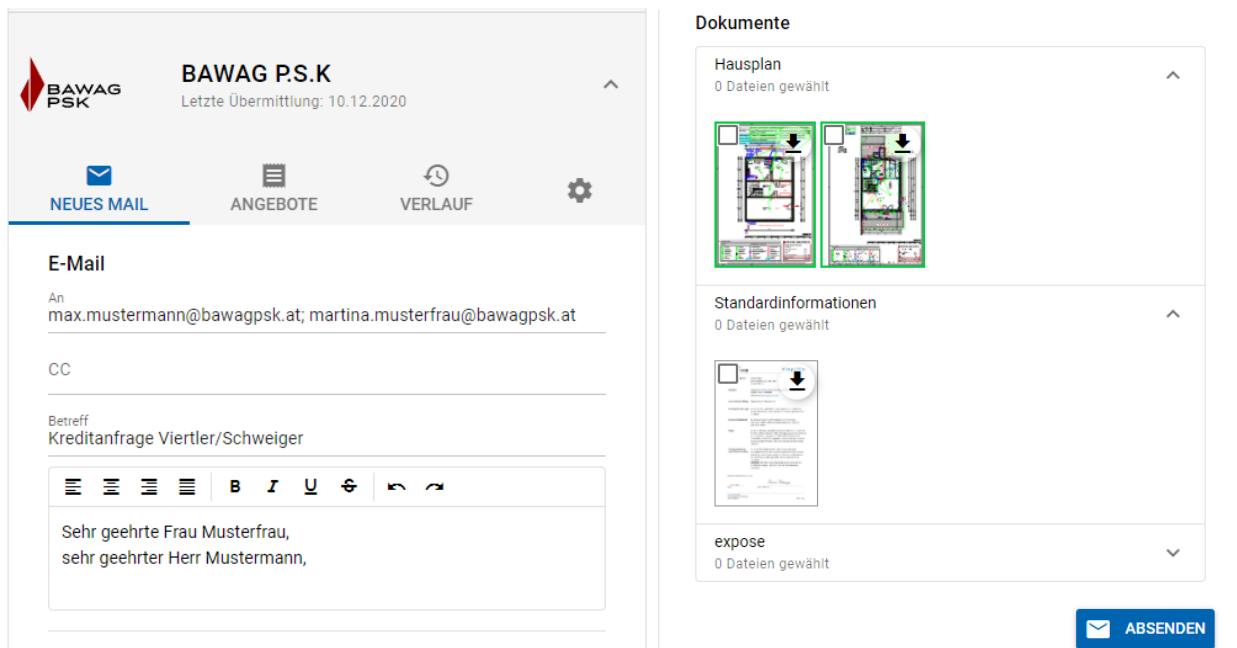 BAWAG
PSK
BAWAG P.S.K
Letzte Übermittlung: 10.12.2020
NEUES MAIL
ANGEBOTE
VERLAUF
E-Mail
An
max.mustermann@bawagpsk.at; martina.musterfrau@bawagpsk.at
CC
Betreff
Kreditanfrage Viertler/Schweiger
B I U S
Sehr geehrte Frau Musterfrau,
sehr geehrter Herr Mustermann,
Dokumente
Hausplan
0 Dateien gewählt
Standardinformationen
0 Dateien gewählt
expose
0 Dateien gewählt
ABSENDEN